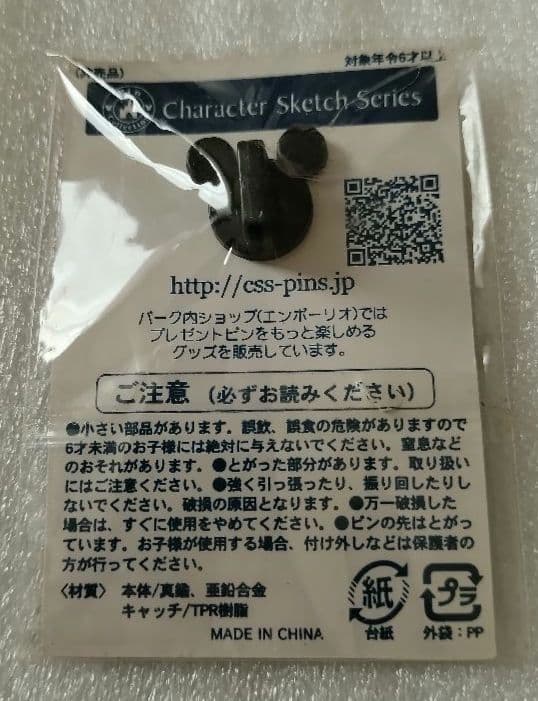 (非売品)
対象年令6才以上
Character Sketch Series
http://css-pins.jp
パーク内ショップ(エンポーリオ)では
プレゼントピンをもっと楽しめる
グッズを販売しています。
ご注意 (必ずお読みください)
●小さい部品があります。誤飲、誤食の危険がありますので
6才未満のお子様には絶対に与えないでください。窒息など
のおそれがあります。●とがった部分があります。取り扱い
にはご注意ください。●強く引っ張ったり、振り回したりし
ないでください。破損の原因となります。●万一破損した
場合は、すぐに使用をやめてください。●ピンの先はとがっ
ています。お子様が使用する場合、付け外しなどは保護者の
方が行ってください。
〈材質〉 本体/真鍮、亜鉛合金
キャッチ/TPR樹脂
MADE IN CHINA
紙
台紙
プラ
外袋:PP